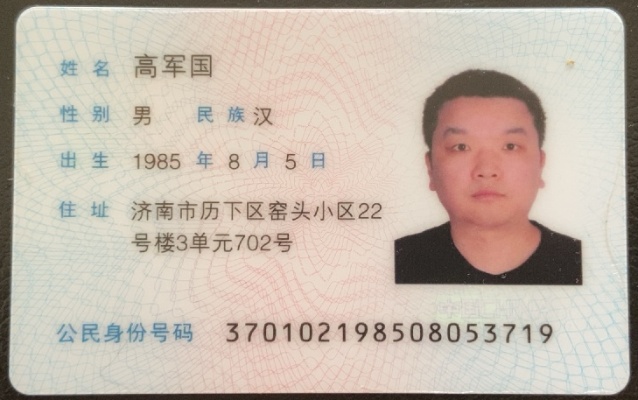 姓名 高军国
性别 男 民族 汉
出生 1985 年 8 月 5 日
住址 济南市历下区窑头小区22
号楼3单元702号
公民身份号码 370102198508053719